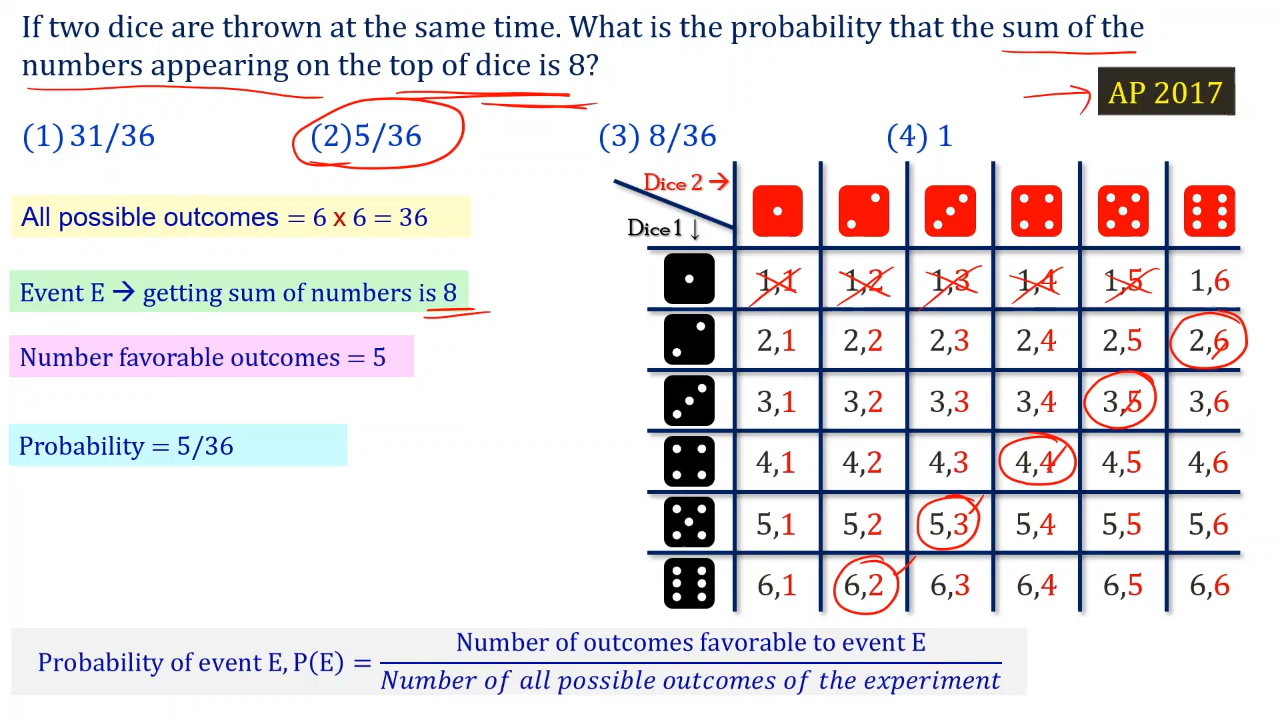 If two dice are thrown at the same time. What is the probability that the sum of the
numbers appearing on the top of dice is 8?
AP 2017
(1) 31/36 (2) 5/36 (3) 8/36 (4) 1
All possible outcomes = 6 x 6 = 36
Event E → getting sum of numbers is 8
Number favorable outcomes = 5
Probability = 5/36
Dice 2 →
Dice 1 ↓
1,1 1,2 1,3 1,4 1,5 1,6
2,1 2,2 2,3 2,4 2,5 2,6
3,1 3,2 3,3 3,4 3,5 3,6
4,1 4,2 4,3 4,4 4,5 4,6
5,1 5,2 5,3 5,4 5,5 5,6
6,1 6,2 6,3 6,4 6,5 6,6
Number of outcomes favorable to event E
Probability of event E, P(E) =
Number of all possible outcomes of the experiment